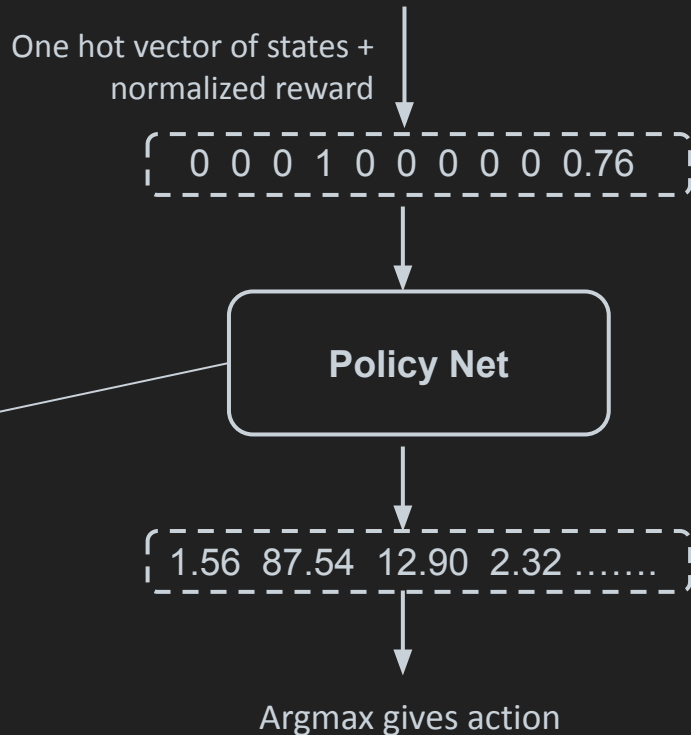 One hot vector of states +
normalized reward
0 0 0 1 0 0 0 0 0 0.76
Policy Net
1.56 87.54 12.90 2.32 .......
Argmax gives action